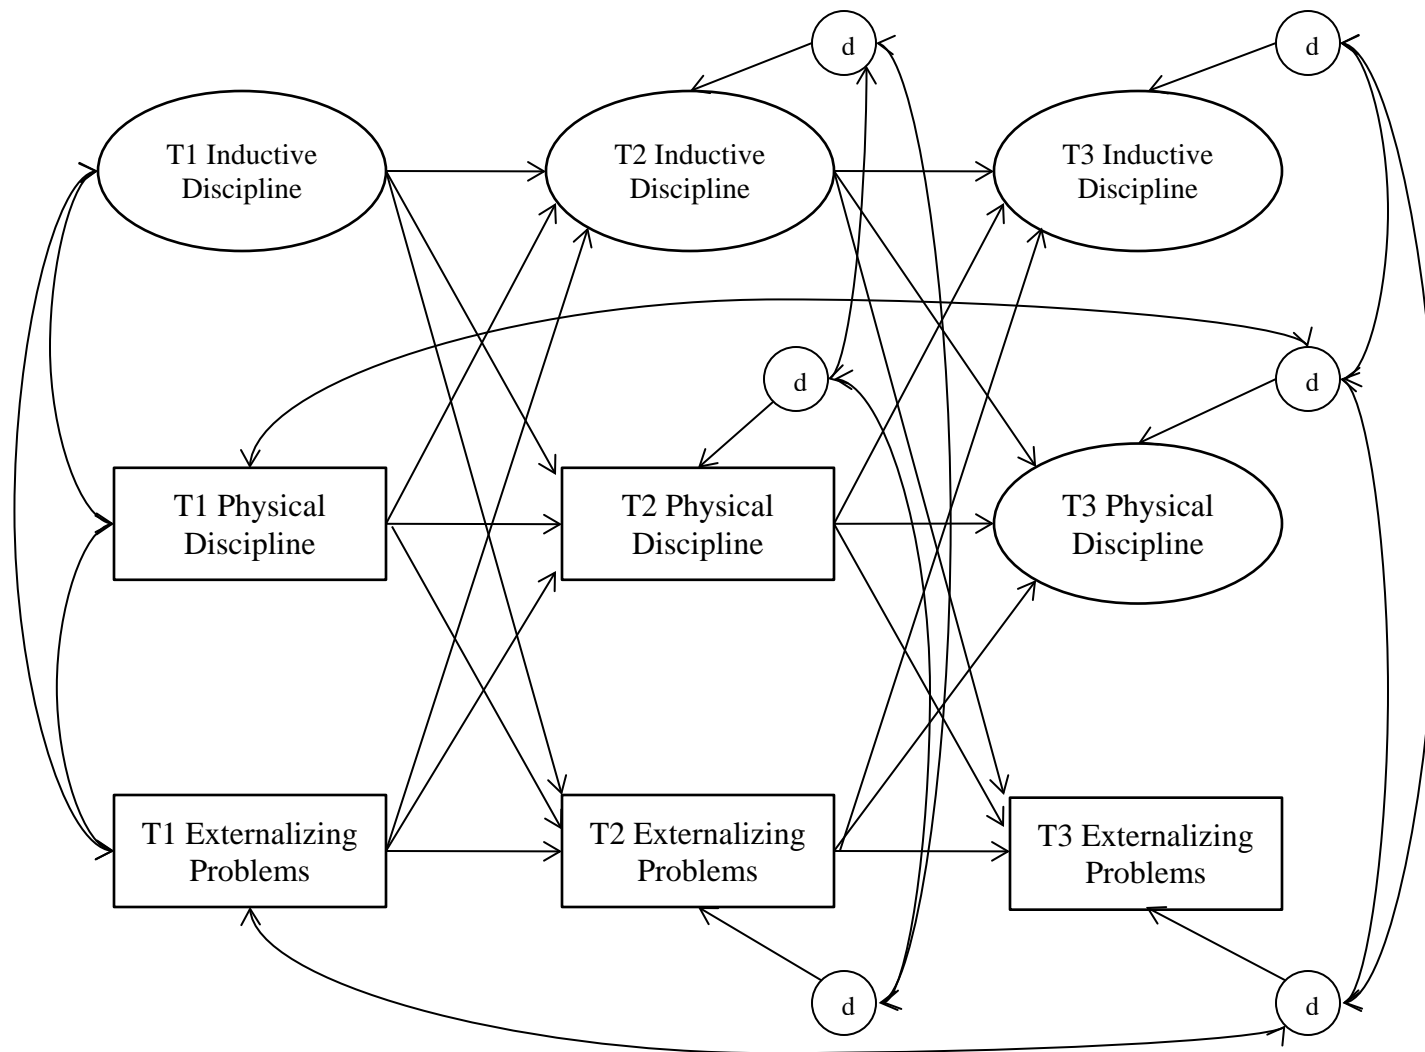 d
d
T1 Inductive
Discipline
T2 Inductive
Discipline
T3 Inductive
Discipline
d
d
T1 Physical
Discipline
T2 Physical
Discipline
T3 Physical
Discipline
T1 Externalizing
Problems
T2 Externalizing
Problems
T3 Externalizing
Problems
d
d